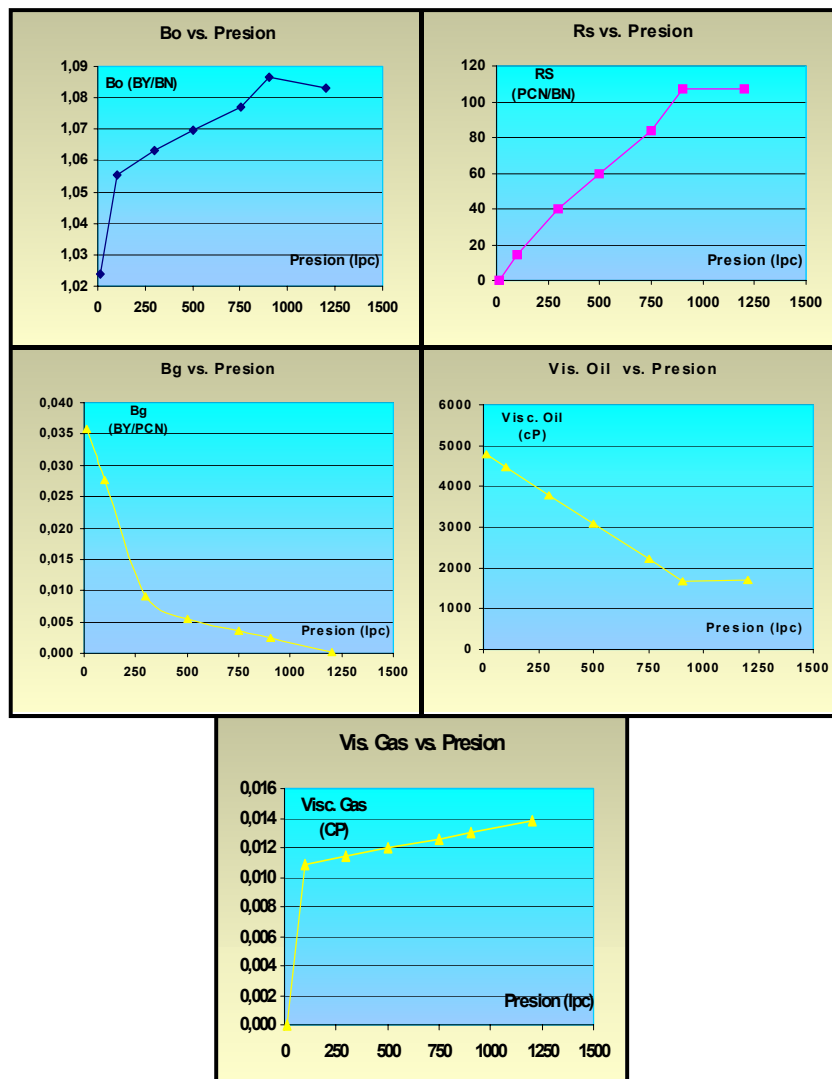 Bo vs. Presion
Bo (BY/BN)
1,09
1,08
1,07
1,06
1,05
1,04
1,03
1,02
Presion (lpc)
0 250 500 750 1000 1250 1500
Rs vs. Presion
RS
(PCN/BN)
120
100
80
60
40
20
0
Presion (lpc)
0 250 500 750 1000 1250 1500
Bg vs. Presion
Bg
(BY/PCN)
0,040
0,035
0,030
0,025
0,020
0,015
0,010
0,005
0,000
Presion (lpc)
0 250 500 750 1000 1250 1500
Vis. Oil vs. Presion
Visc. Oil
(cP)
6000
5000
4000
3000
2000
1000
0
Presion (lpc)
0 250 500 750 1000 1250 1500
Vis. Gas vs. Presion
Visc. Gas
(CP)
0,016
0,014
0,012
0,010
0,008
0,006
0,004
0,002
0,000
Presion (lpc)
0 250 500 750 1000 1250 1500